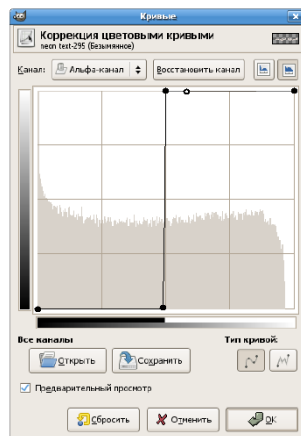 Кривые
Коррекция цветовыми кривыми
neon text-295 (Безымянное)
Канал: Альфа-канал Восстановить канал
Все каналы Тип кривой:
Открыть Сохранить
Предварительный просмотр
Сбросить Отменить OK